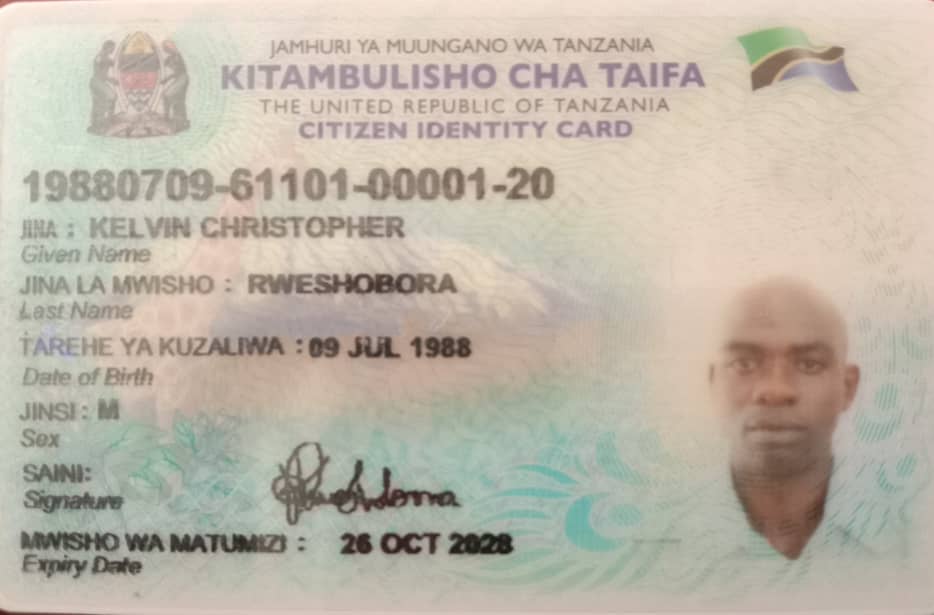 JAMHURI YA MUUNGANO WA TANZANIA
KITAMBULISHO CHA TAIFA
THE UNITED REPUBLIC OF TANZANIA
CITIZEN IDENTITY CARD
19880709-61101-00001-20
JINA : KELVIN CHRISTOPHER
Given Name
JINA LA MWISHO : RWESHOBORA
Last Name
TAREHE YA KUZALIWA : 09 JUL 1988
Date of Birth
JINSI : M
Sex
SAINI:
Signature
MWISHO WA MATUMIZI : 26 OCT 2028
Expiry Date